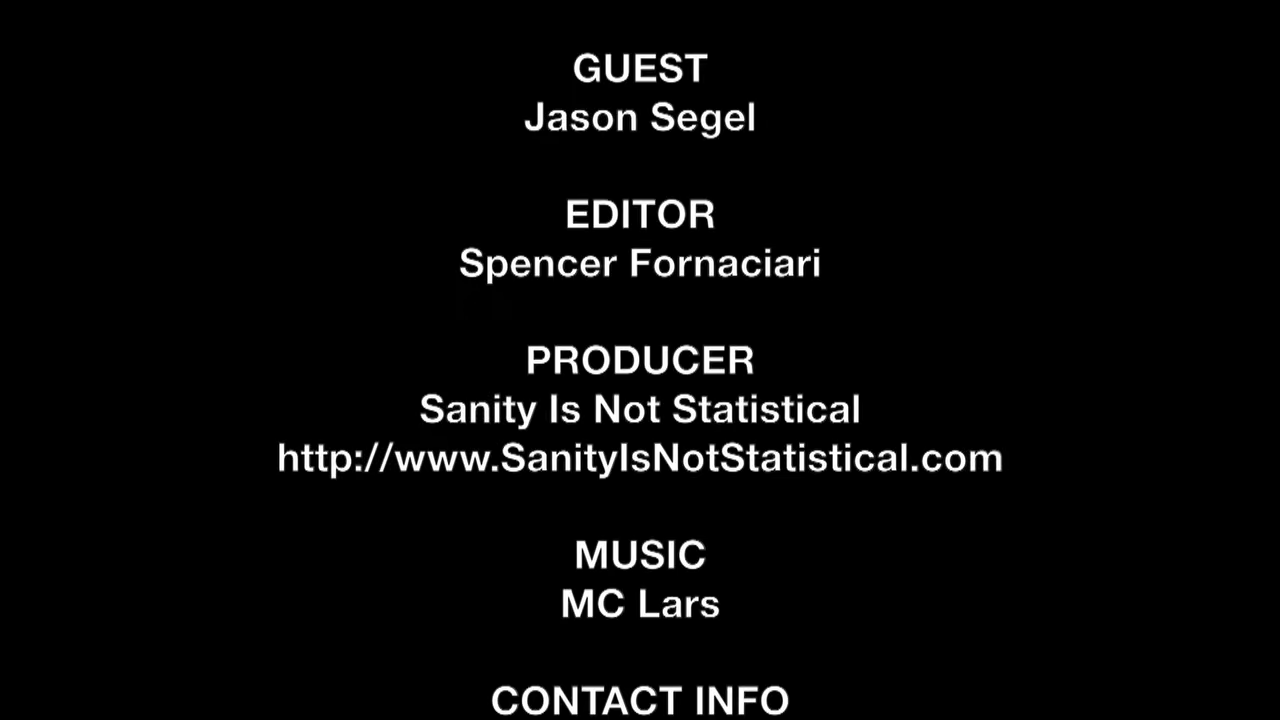 GUEST
Jason Segel
EDITOR
Spencer Fornaciari
PRODUCER
Sanity Is Not Statistical
http://www.SanityIsNotStatistical.com
MUSIC
MC Lars
CONTACT INFO